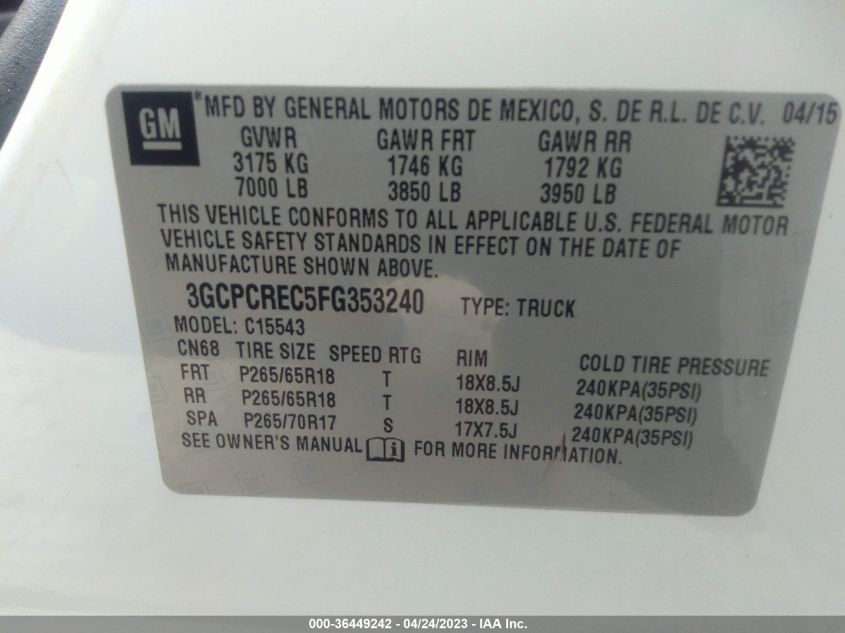 GM
*MFD BY GENERAL MOTORS DE MEXICO, S. DE R.L. DE C.V. 04/15
GVWR GAWR FRT GAWR RR
3175 KG 1746 KG 1792 KG
7000 LB 3850 LB 3950 LB
THIS VEHICLE CONFORMS TO ALL APPLICABLE U.S. FEDERAL MOTOR
VEHICLE SAFETY STANDARDS IN EFFECT ON THE DATE OF
MANUFACTURE SHOWN ABOVE.
3GCPCREC5FG353240 TYPE: TRUCK
MODEL: C15543
CN68 TIRE SIZE SPEED RTG RIM COLD TIRE PRESSURE
FRT P265/65R18 T 18X8.5J 240KPA(35PSI)
RR P265/65R18 T 18X8.5J 240KPA(35PSI)
SPA P265/70R17 S 17X7.5J 240KPA(35PSI)
SEE OWNER'S MANUAL FOR MORE INFORMATION.
000-36449242 - 04/24/2023 - IAA Inc.